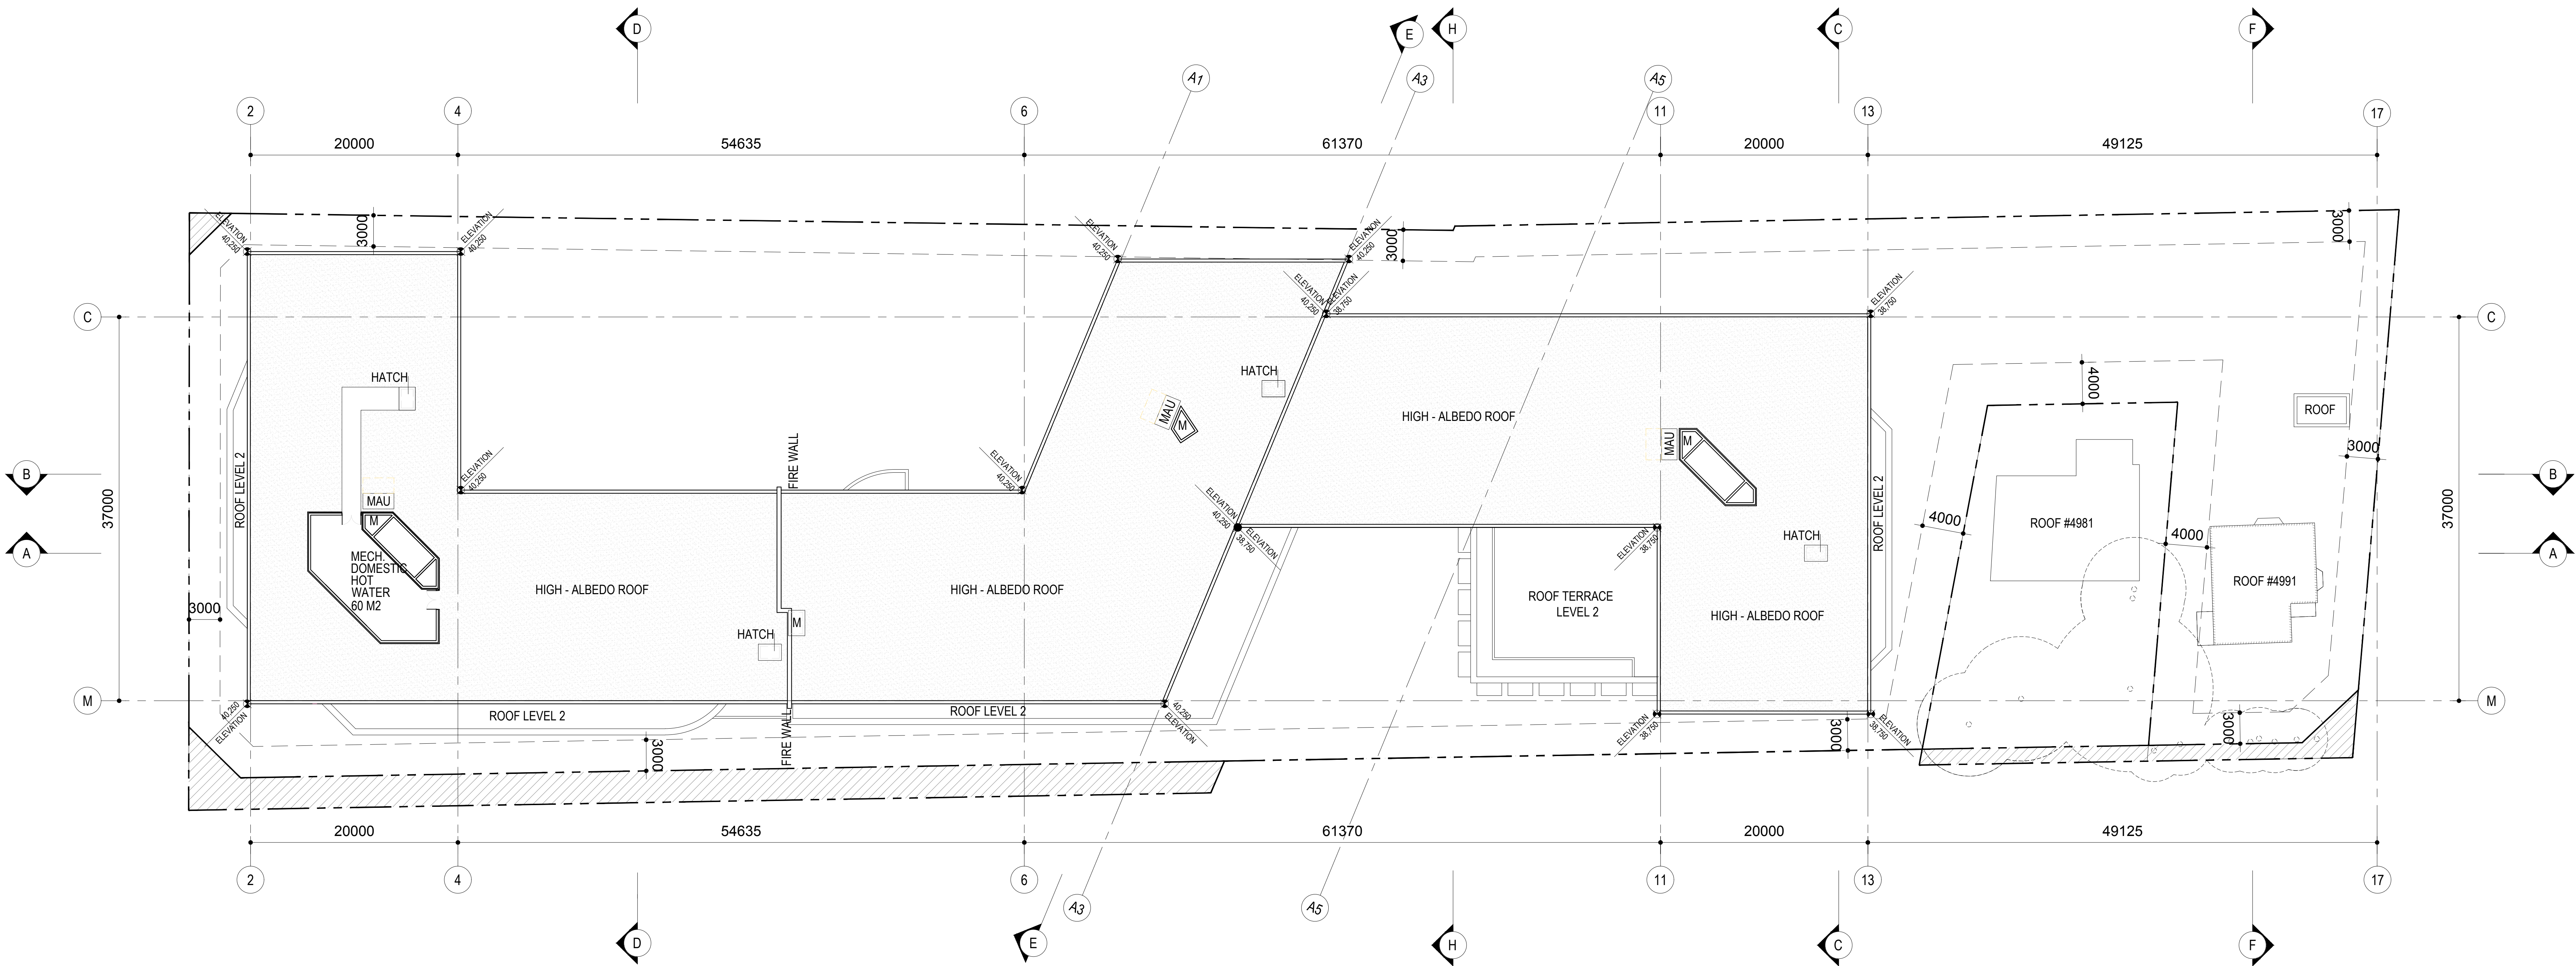 D
E
H
C
F
A1
A3
A5
2
4
6
11
13
17
20000
54635
61370
20000
49125
3000
3000
3000
ELEVATION
40,250
ELEVATION
40,250
ELEVATION
40,250
ELEVATION
40,250
ELEVATION
40,250
ELEVATION
38,750
ELEVATION
38,750
C
C
HATCH
HATCH
MAU
M
HIGH - ALBEDO ROOF
MAU
M
4000
ROOF
3000
ROOF LEVEL 2
FIRE WALL
ELEVATION
40,250
ELEVATION
40,250
ELEVATION
40,250
ELEVATION
38,750
ELEVATION
38,750
ROOF LEVEL 2
B
B
37000
37000
MAU
M
A
A
MECH.
DOMESTIC
HOT
WATER
60 M2
HIGH - ALBEDO ROOF
HIGH - ALBEDO ROOF
ROOF TERRACE
LEVEL 2
HATCH
HIGH - ALBEDO ROOF
4000
ROOF #4981
4000
ROOF #4991
3000
HATCH
M
M
M
40,250
ELEVATION
ROOF LEVEL 2
ROOF LEVEL 2
FIRE WALL
40,250
ELEVATION
ELEVATION
38,750
ELEVATION
38,750
3000
3000
3000
20000
54635
61370
20000
49125
2
4
6
11
13
17
A3
A5
D
E
H
C
F